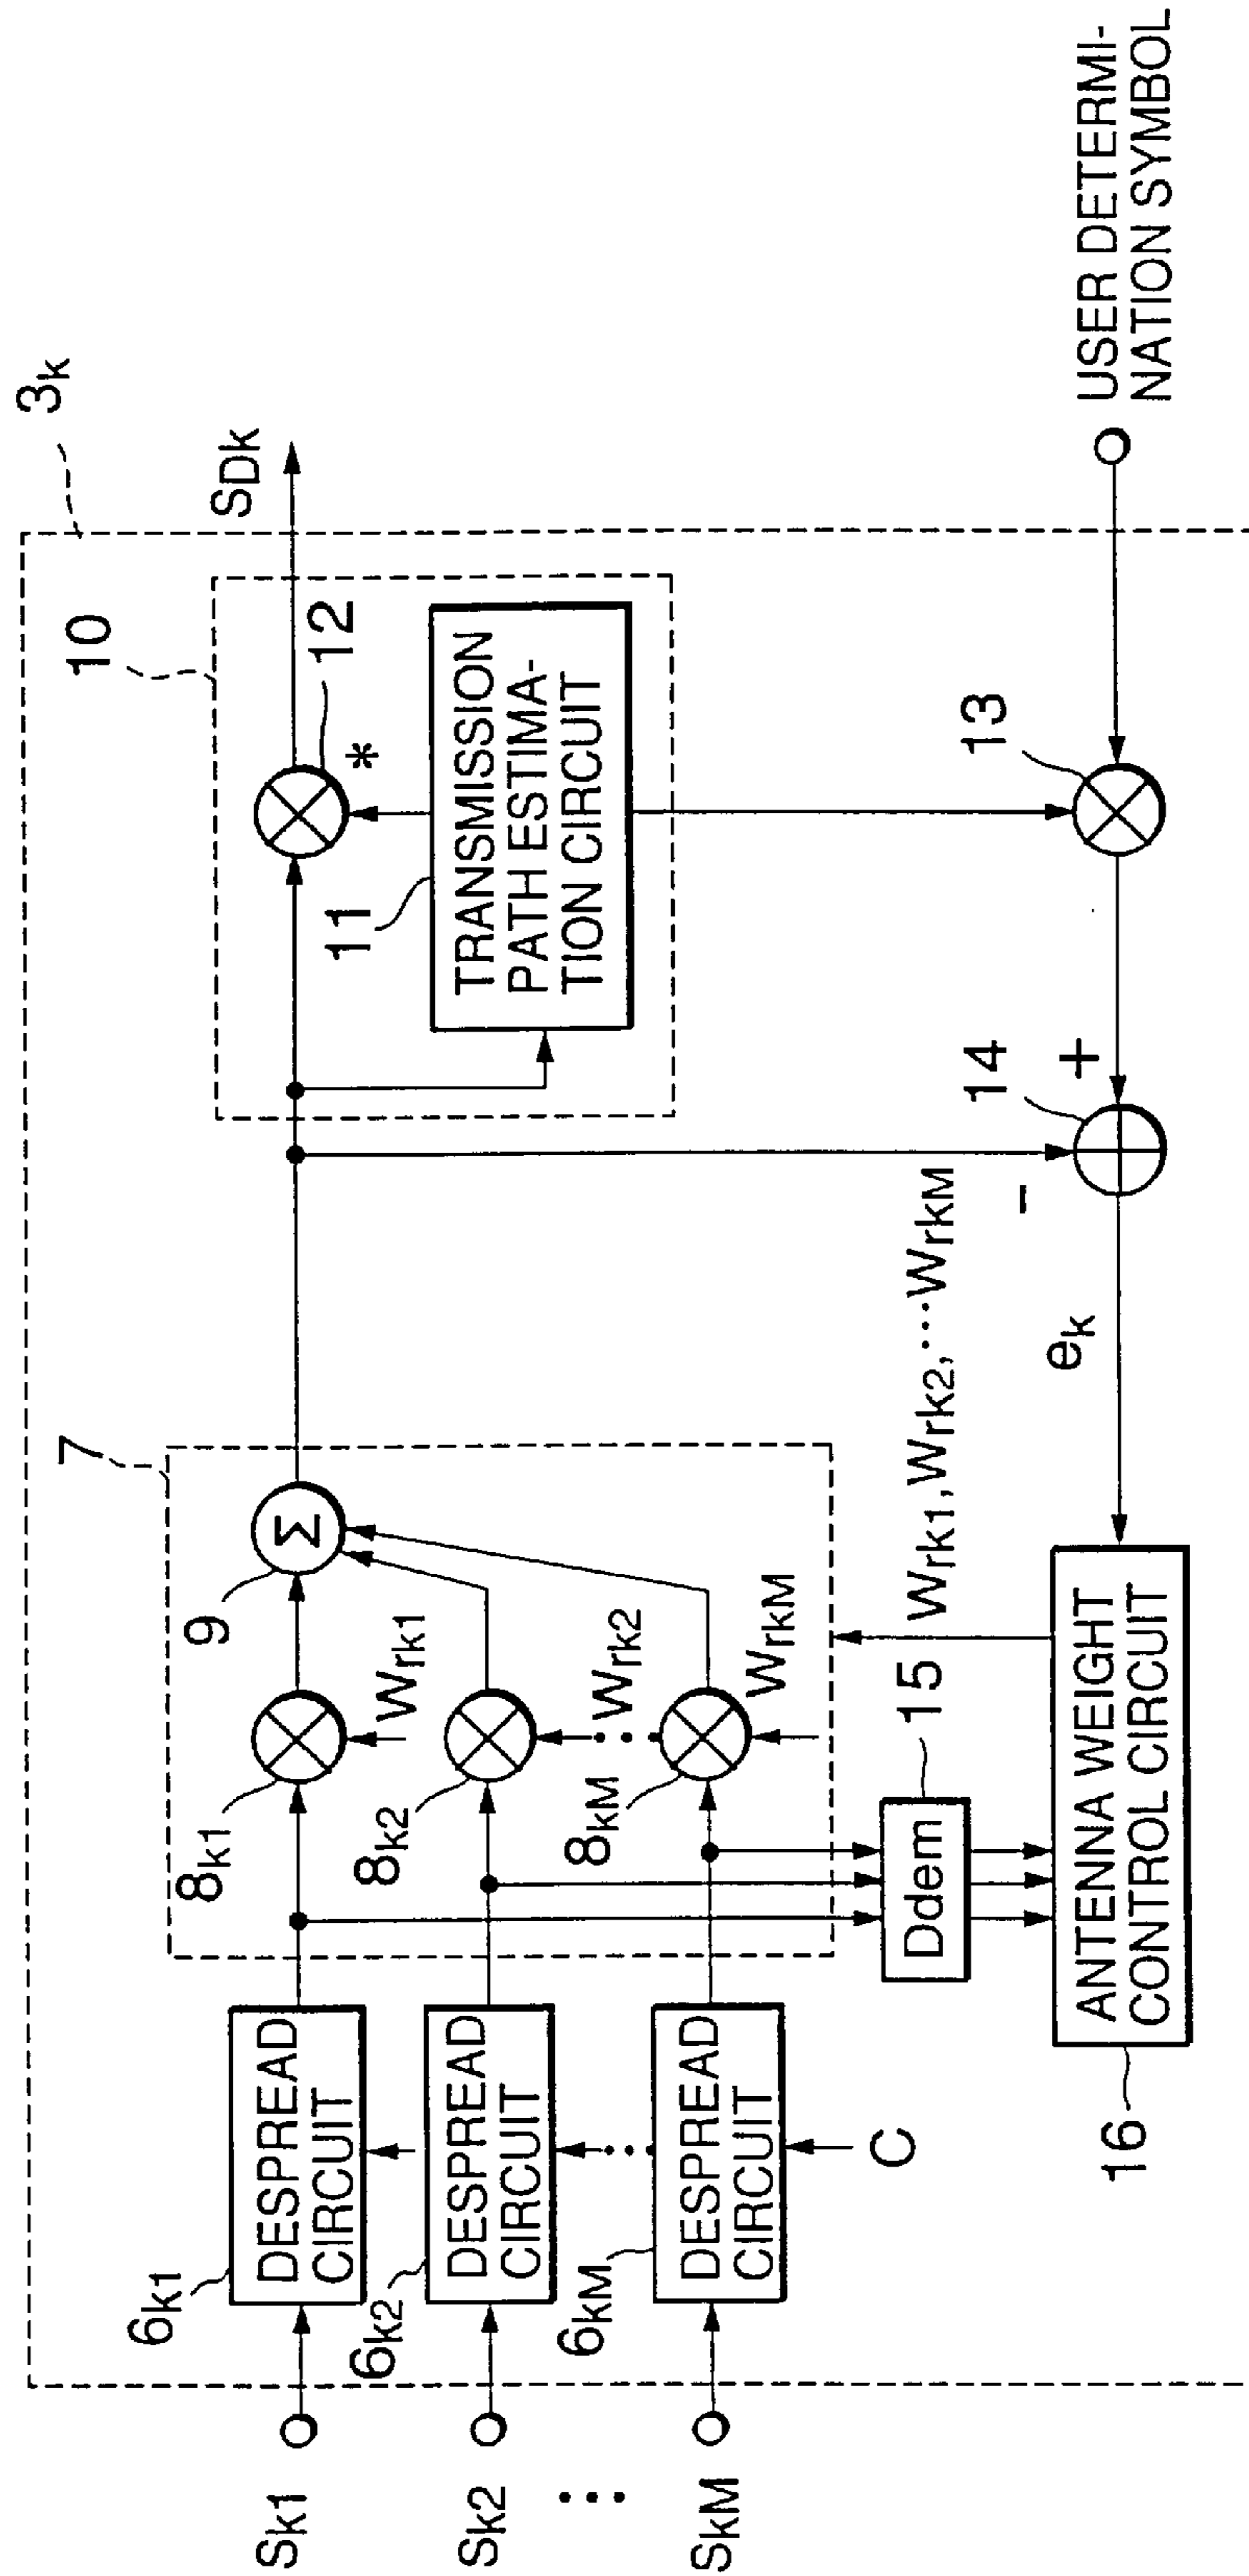 3k
10
12
SDk
*
11
TRANSMISSION
PATH ESTIMA-
TION CIRCUIT
7
9
Σ
8k1
Wrk1
8k2
Wrk2
8kM
WrkM
6k1
DESPREAD
CIRCUIT
6k2
DESPREAD
CIRCUIT
6kM
DESPREAD
CIRCUIT
C
Sk1
Sk2
SkM
15
Ddem
Wrk1,Wrk2,···WrkM
16
ANTENNA WEIGHT
CONTROL CIRCUIT
ek
14
+
-
13
USER DETERMI-
NATION SYMBOL